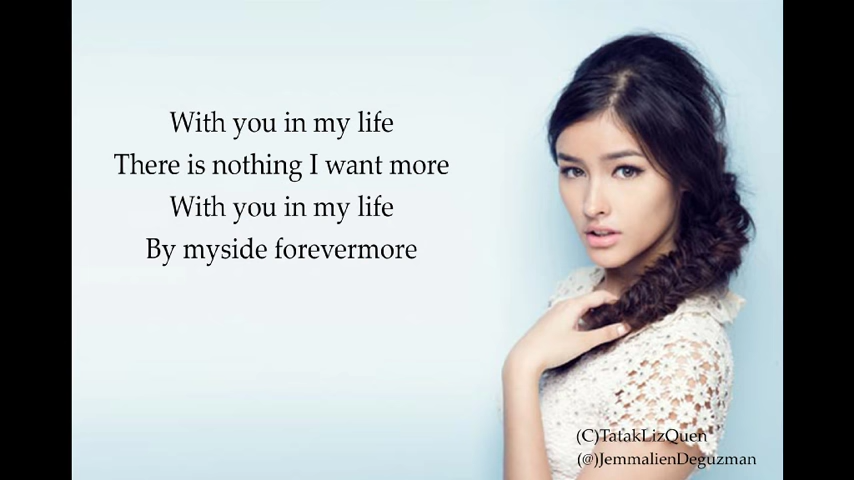 With you in my life
There is nothing I want more
With you in my life
By myside forevermore
(C)TatakLizQuen
(@)JemmalienDeguzman